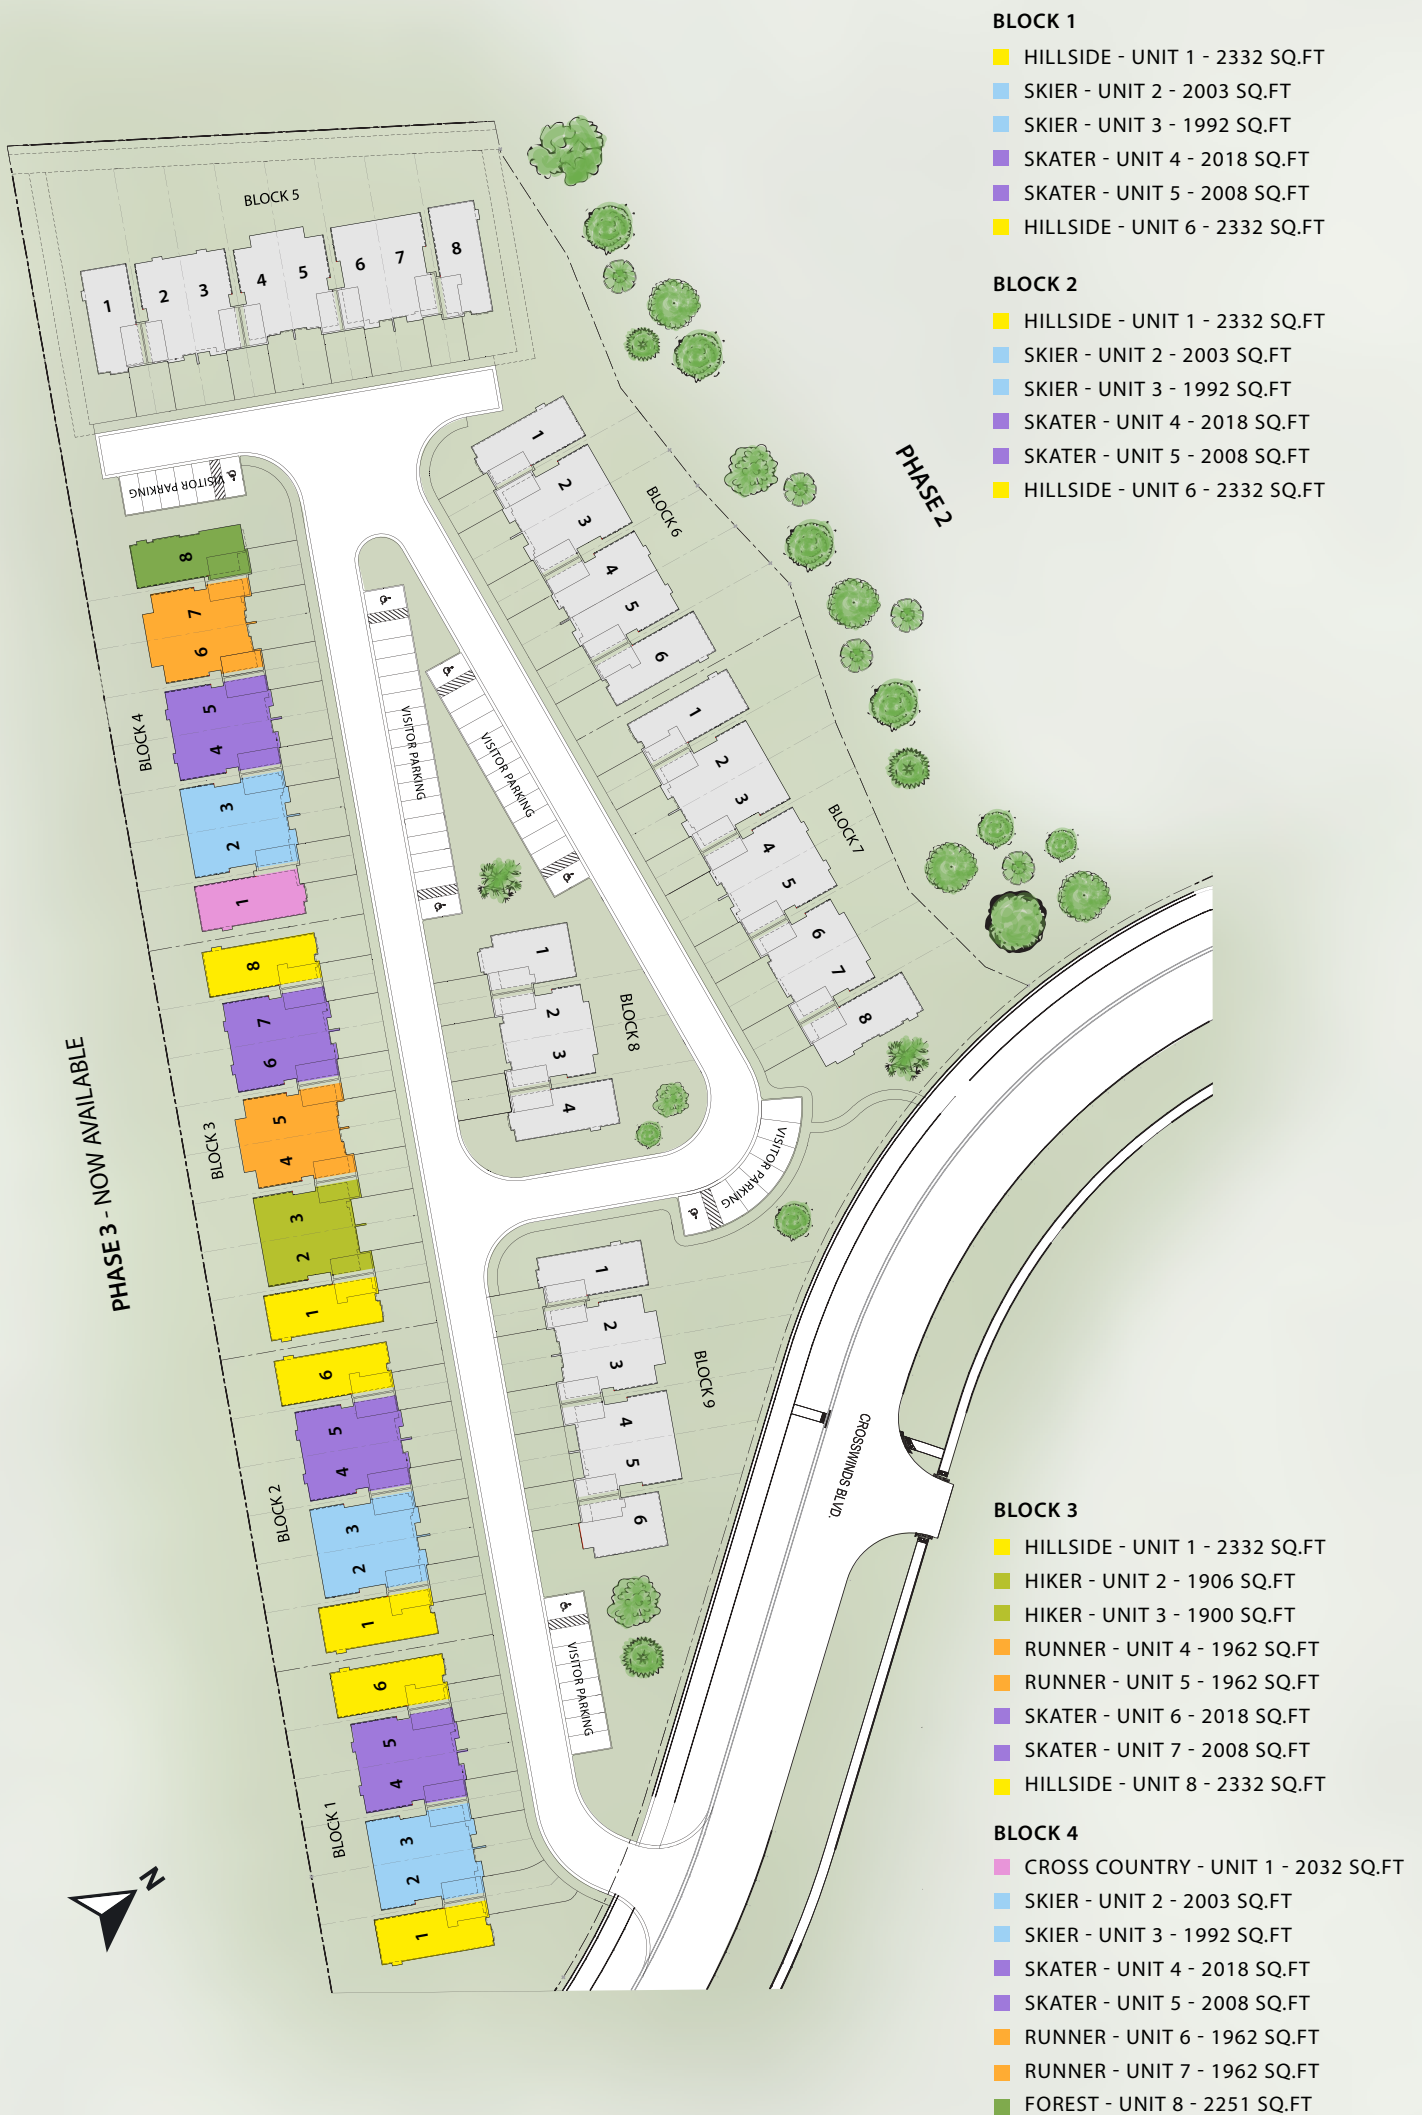 BLOCK 1
HILLSIDE - UNIT 1 - 2332 SQ.FT
SKIER - UNIT 2 - 2003 SQ.FT
SKIER - UNIT 3 - 1992 SQ.FT
SKATER - UNIT 4 - 2018 SQ.FT
SKATER - UNIT 5 - 2008 SQ.FT
HILLSIDE - UNIT 6 - 2332 SQ.FT
BLOCK 2
HILLSIDE - UNIT 1 - 2332 SQ.FT
SKIER - UNIT 2 - 2003 SQ.FT
SKIER - UNIT 3 - 1992 SQ.FT
SKATER - UNIT 4 - 2018 SQ.FT
SKATER - UNIT 5 - 2008 SQ.FT
HILLSIDE - UNIT 6 - 2332 SQ.FT
BLOCK 5
1
2
3
4
5
6
7
8
VISITOR PARKING
PHASE 2
BLOCK 6
1
2
3
4
5
6
BLOCK 4
8
7
6
5
4
3
2
1
VISITOR PARKING
VISITOR PARKING
BLOCK 7
1
2
3
4
5
6
7
8
BLOCK 8
1
2
3
4
PHASE 3 - NOW AVAILABLE
BLOCK 3
8
7
6
5
4
3
2
1
VISITOR PARKING
BLOCK 9
1
2
3
4
5
6
BLOCK 2
6
5
4
3
2
1
CROSSWINDS BLVD.
VISITOR PARKING
BLOCK 1
6
5
4
3
2
1
N
BLOCK 3
HILLSIDE - UNIT 1 - 2332 SQ.FT
HIKER - UNIT 2 - 1906 SQ.FT
HIKER - UNIT 3 - 1900 SQ.FT
RUNNER - UNIT 4 - 1962 SQ.FT
RUNNER - UNIT 5 - 1962 SQ.FT
SKATER - UNIT 6 - 2018 SQ.FT
SKATER - UNIT 7 - 2008 SQ.FT
HILLSIDE - UNIT 8 - 2332 SQ.FT
BLOCK 4
CROSS COUNTRY - UNIT 1 - 2032 SQ.FT
SKIER - UNIT 2 - 2003 SQ.FT
SKIER - UNIT 3 - 1992 SQ.FT
SKATER - UNIT 4 - 2018 SQ.FT
SKATER - UNIT 5 - 2008 SQ.FT
RUNNER - UNIT 6 - 1962 SQ.FT
RUNNER - UNIT 7 - 1962 SQ.FT
FOREST - UNIT 8 - 2251 SQ.FT